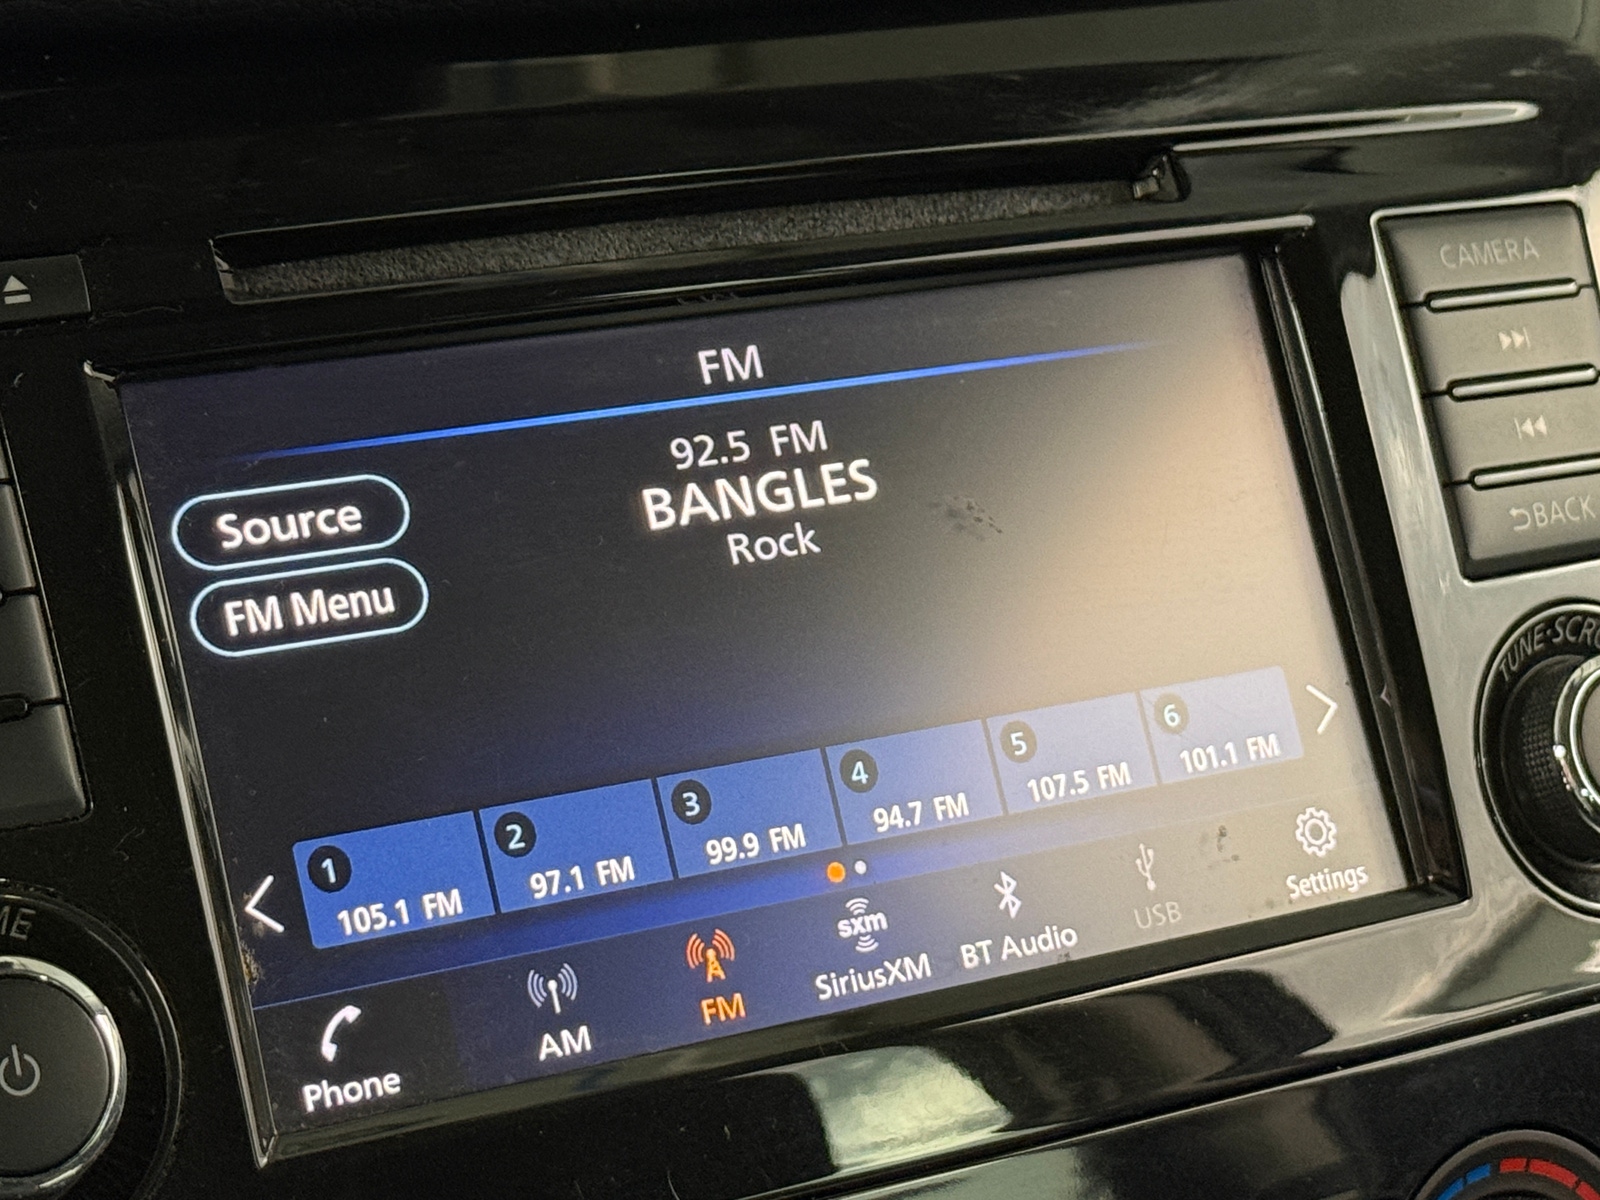 CAMERA
FM
92.5 FM
BANGLES
Rock
Source
FM Menu
BACK
1
105.1 FM
2
97.1 FM
3
99.9 FM
4
94.7 FM
5
107.5 FM
6
101.1 FM
Phone
AM
FM
sxm
SiriusXM
BT Audio
USB
Settings